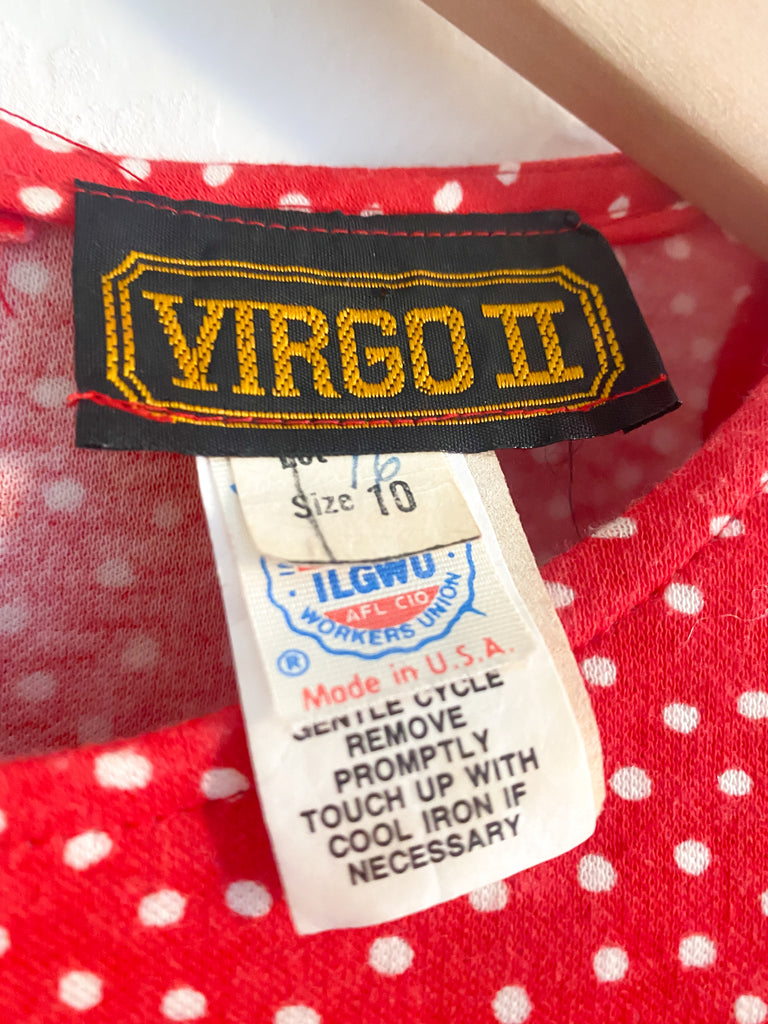 VIRGO II
Lot 16
Size 10
ILGWU
AFL CIO
WORKERS UNION
®
Made in U.S.A.
GENTLE CYCLE
REMOVE
PROMPTLY
TOUCH UP WITH
COOL IRON IF
NECESSARY